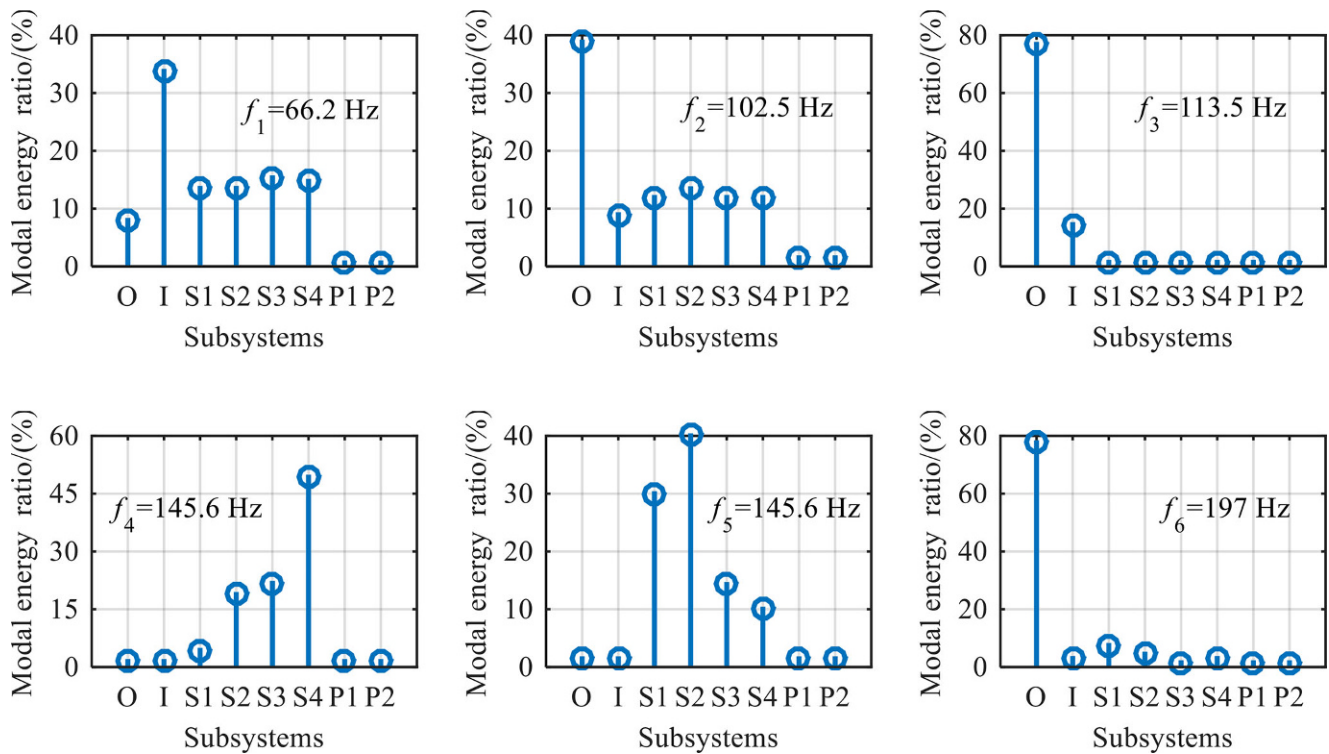 Modal energy ratio/(%)
40
30
20
10
0
f1=66.2 Hz
O I S1 S2 S3 S4 P1 P2
Subsystems
Modal energy ratio/(%)
40
30
20
10
0
f2=102.5 Hz
O I S1 S2 S3 S4 P1 P2
Subsystems
Modal energy ratio/(%)
80
60
40
20
0
f3=113.5 Hz
O I S1 S2 S3 S4 P1 P2
Subsystems
Modal energy ratio/(%)
60
45
30
15
0
f4=145.6 Hz
O I S1 S2 S3 S4 P1 P2
Subsystems
Modal energy ratio/(%)
40
30
20
10
0
f5=145.6 Hz
O I S1 S2 S3 S4 P1 P2
Subsystems
Modal energy ratio/(%)
80
60
40
20
0
f6=197 Hz
O I S1 S2 S3 S4 P1 P2
Subsystems